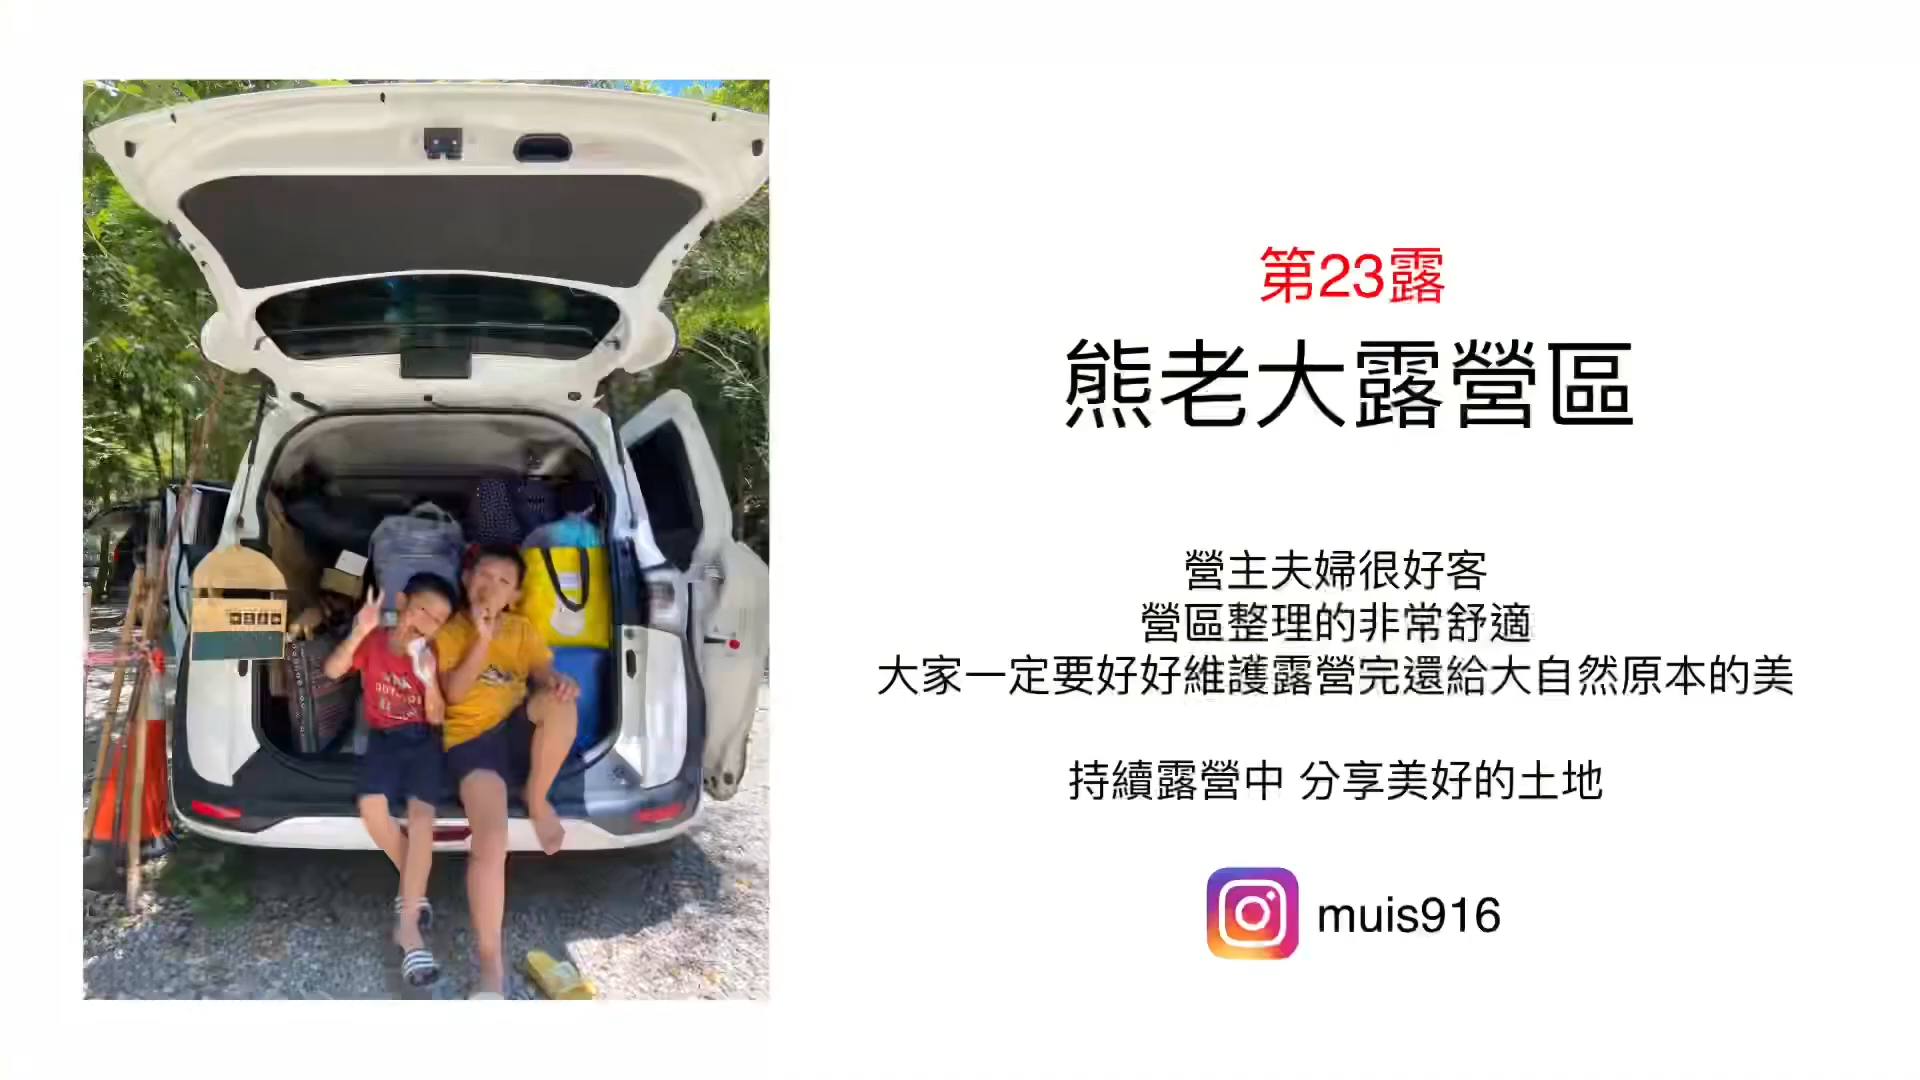 第23露
熊老大露營區
營主夫婦很好客
營區整理的非常舒適
大家一定要好好維護露營完還給大自然原本的美
持續露營中 分享美好的土地
muis916